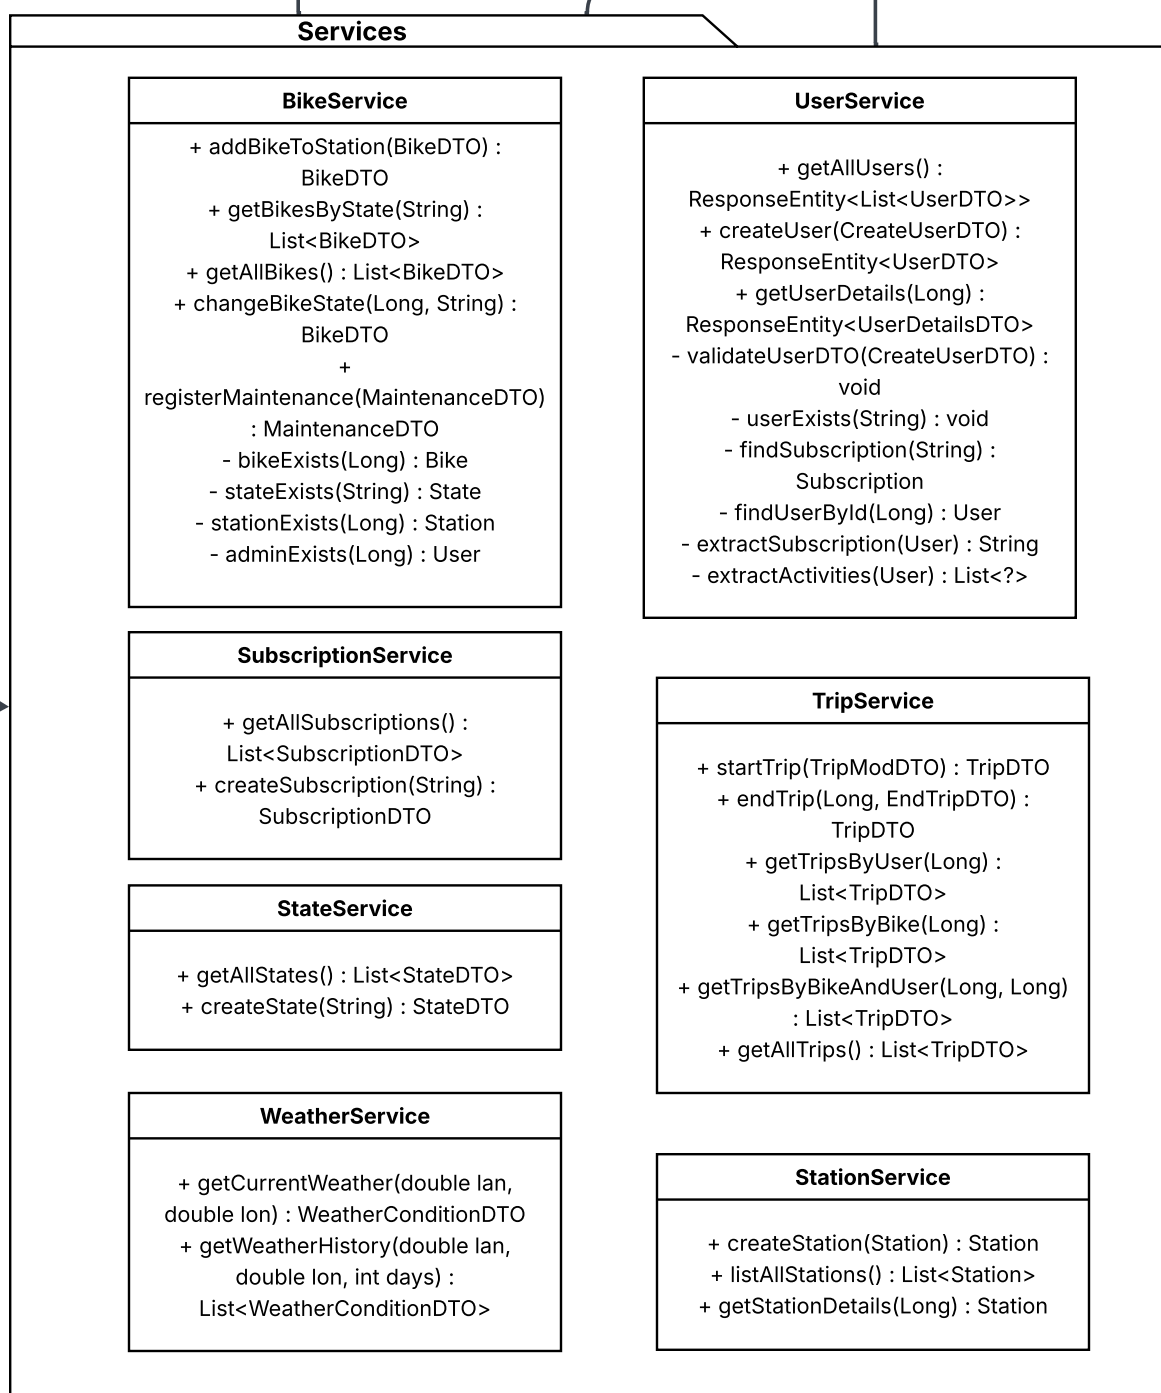 Services
BikeService
+ addBikeToStation(BikeDTO) :
BikeDTO
+ getBikesByState(String) :
List<BikeDTO>
+ getAllBikes() : List<BikeDTO>
+ changeBikeState(Long, String) :
BikeDTO
+
registerMaintenance(MaintenanceDTO)
: MaintenanceDTO
- bikeExists(Long) : Bike
- stateExists(String) : State
- stationExists(Long) : Station
- adminExists(Long) : User
UserService
+ getAllUsers() :
ResponseEntity<List<UserDTO>>
+ createUser(CreateUserDTO) :
ResponseEntity<UserDTO>
+ getUserDetails(Long) :
ResponseEntity<UserDetailsDTO>
- validateUserDTO(CreateUserDTO) :
void
- userExists(String) : void
- findSubscription(String) :
Subscription
- findUserById(Long) : User
- extractSubscription(User) : String
- extractActivities(User) : List<?>
SubscriptionService
+ getAllSubscriptions() :
List<SubscriptionDTO>
+ createSubscription(String) :
SubscriptionDTO
TripService
+ startTrip(TripModDTO) : TripDTO
+ endTrip(Long, EndTripDTO) :
TripDTO
+ getTripsByUser(Long) :
List<TripDTO>
+ getTripsByBike(Long) :
List<TripDTO>
+ getTripsByBikeAndUser(Long, Long)
: List<TripDTO>
+ getAllTrips() : List<TripDTO>
StateService
+ getAllStates() : List<StateDTO>
+ createState(String) : StateDTO
WeatherService
+ getCurrentWeather(double lan,
double lon) : WeatherConditionDTO
+ getWeatherHistory(double lan,
double lon, int days) :
List<WeatherConditionDTO>
StationService
+ createStation(Station) : Station
+ listAllStations() : List<Station>
+ getStationDetails(Long) : Station